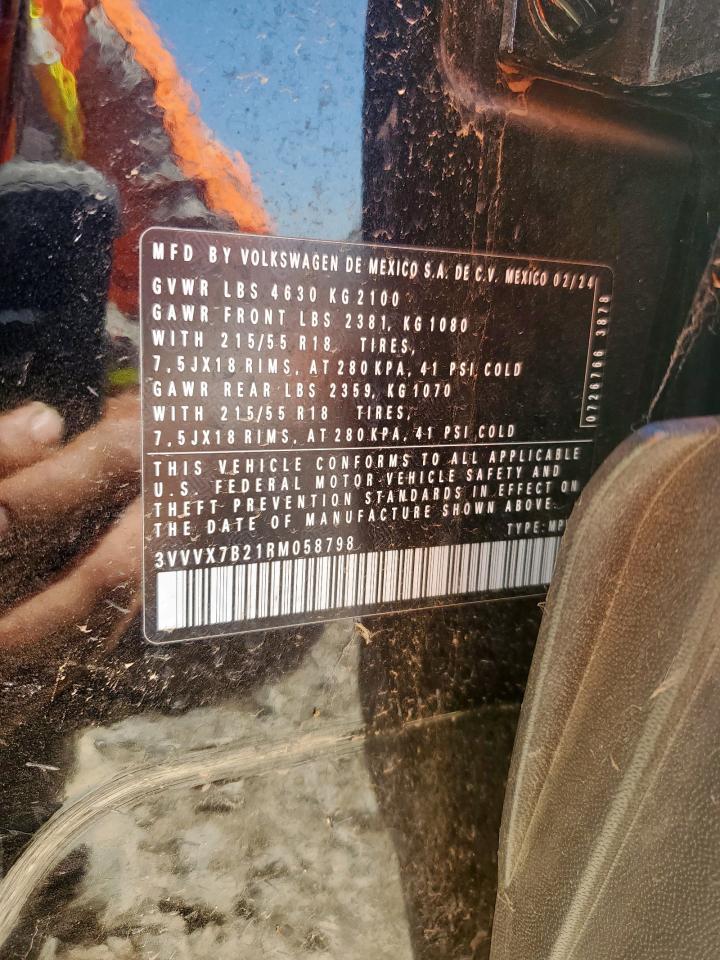 MFD BY VOLKSWAGEN DE MEXICO S.A. DE C.V. MEXICO 02/24
GVWR LBS 4630 KG 2100
GAWR FRONT LBS 2381, KG 1080
WITH 215/55 R18 TIRES,
7,5JX18 RIMS, AT 280 KPA, 41 PSI COLD
GAWR REAR LBS 2359, KG 1070
WITH 215/55 R18 TIRES,
7,5JX18 RIMS, AT 280 KPA, 41 PSI COLD
THIS VEHICLE CONFORMS TO ALL APPLICABLE
U.S. FEDERAL MOTOR VEHICLE SAFETY AND
THEFT PREVENTION STANDARDS IN EFFECT ON
THE DATE OF MANUFACTURE SHOWN ABOVE.
TYPE: MP
3VVVX7B21RM058798
0726766 3878